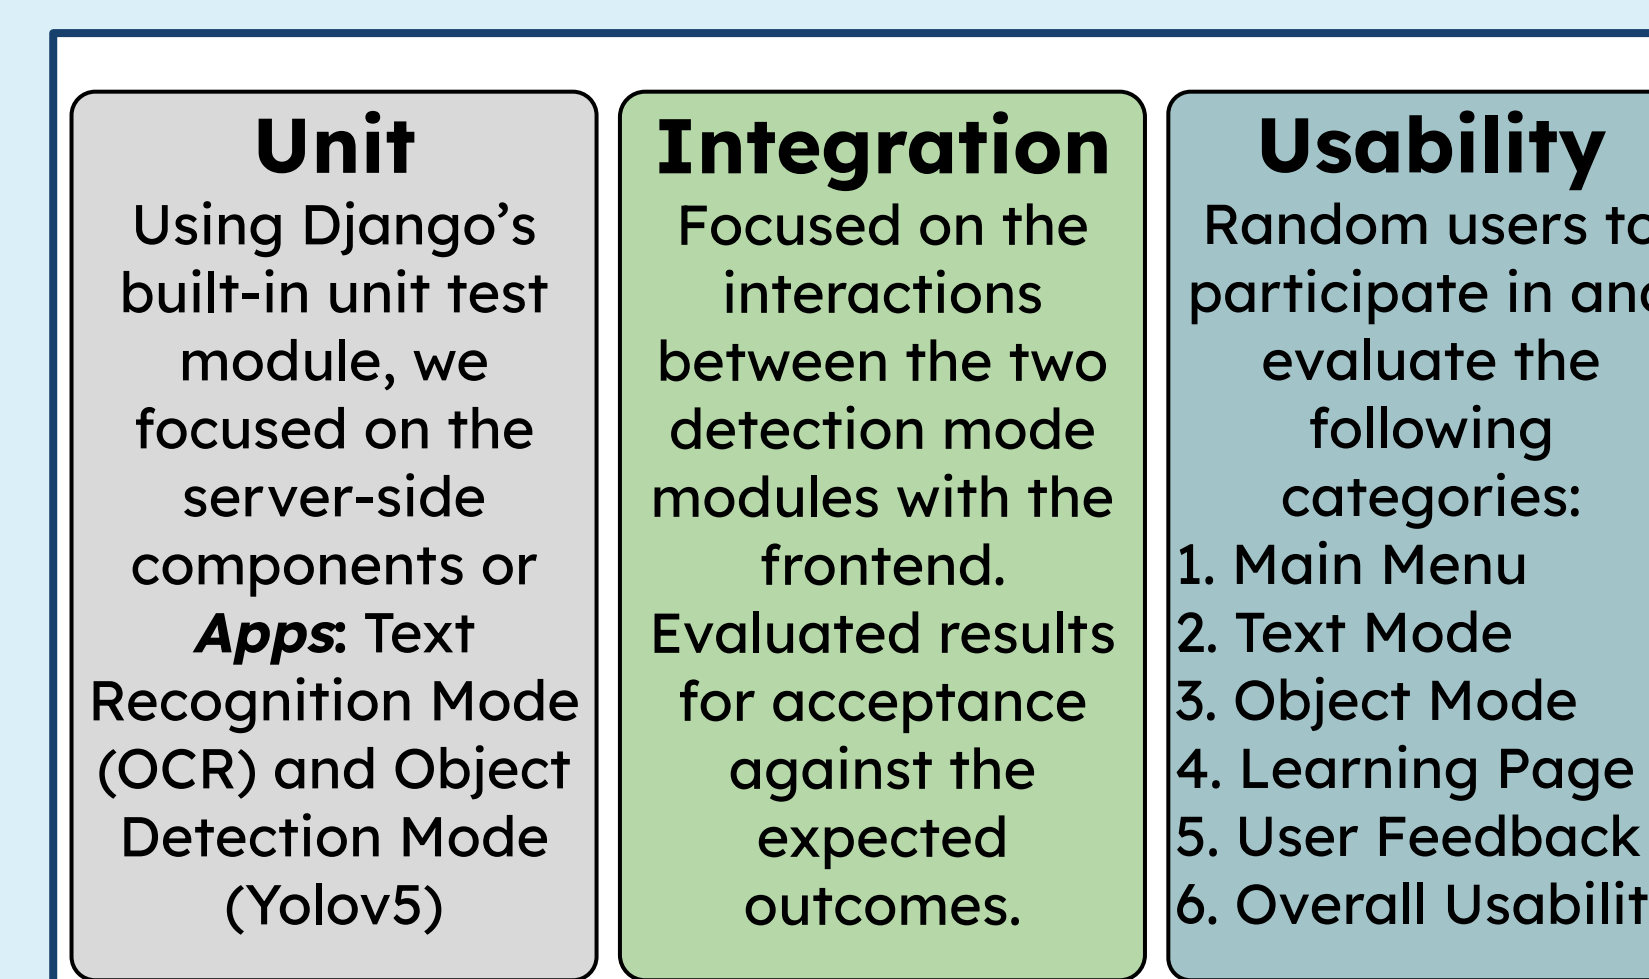 Unit
Using Django’s
built-in unit test
module, we
focused on the
server-side
components or
Apps: Text
Recognition Mode
(OCR) and Object
Detection Mode
(Yolov5)
Integration
Focused on the
interactions
between the two
detection mode
modules with the
frontend.
Evaluated results
for acceptance
against the
expected
outcomes.
Usability
Random users to
participate in and
evaluate the
following
categories:
1. Main Menu
2. Text Mode
3. Object Mode
4. Learning Page
5. User Feedback
6. Overall Usabilit